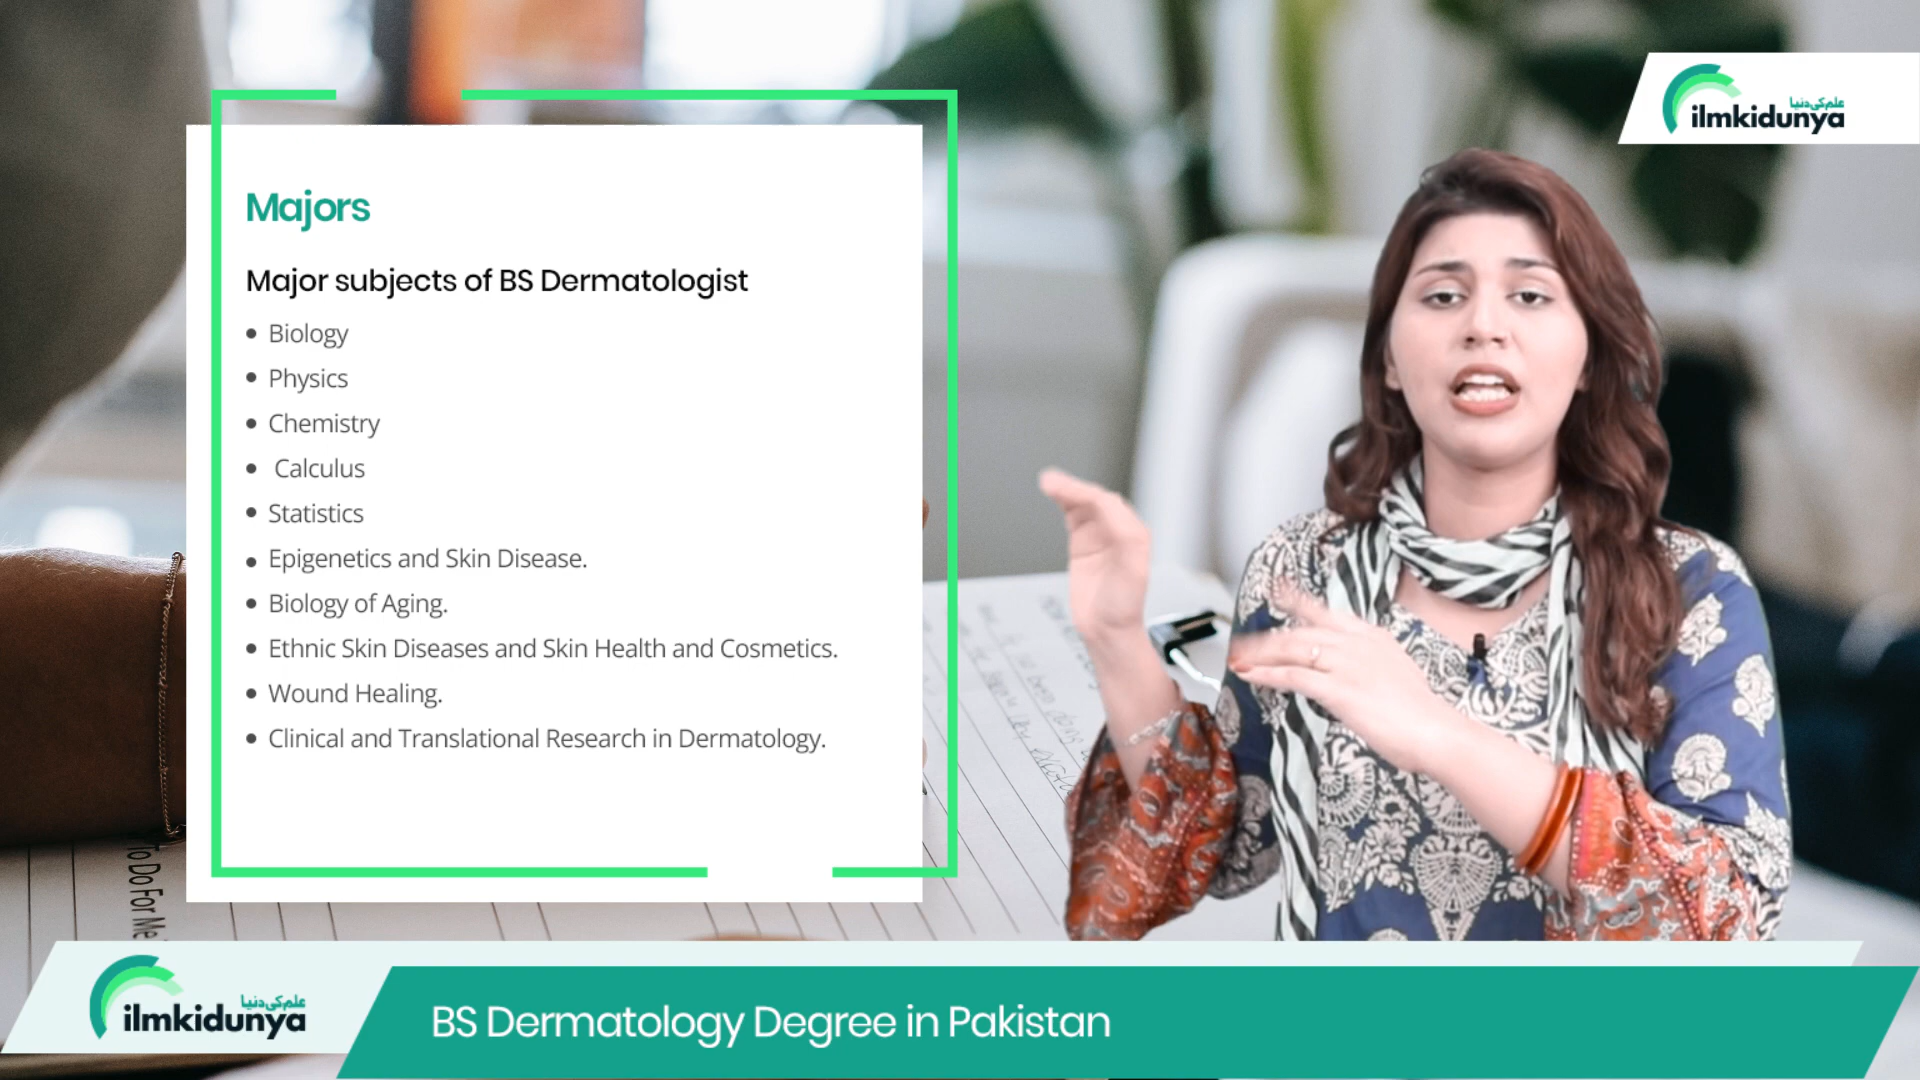 علم کی دنیا
ilmkidunya
Majors
Major subjects of BS Dermatologist
• Biology
• Physics
• Chemistry
• Calculus
• Statistics
• Epigenetics and Skin Disease.
• Biology of Aging.
• Ethnic Skin Diseases and Skin Health and Cosmetics.
• Wound Healing.
• Clinical and Translational Research in Dermatology.
To Do For Me
علم کی دنیا
ilmkidunya
BS Dermatology Degree in Pakistan